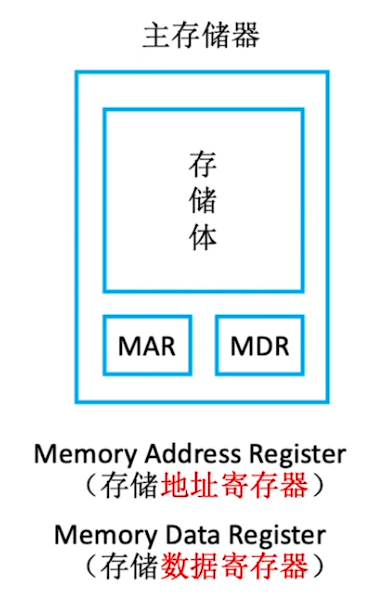 主存储器
存
储
体
MAR MDR
Memory Address Register
（存储地址寄存器）
Memory Data Register
（存储数据寄存器）